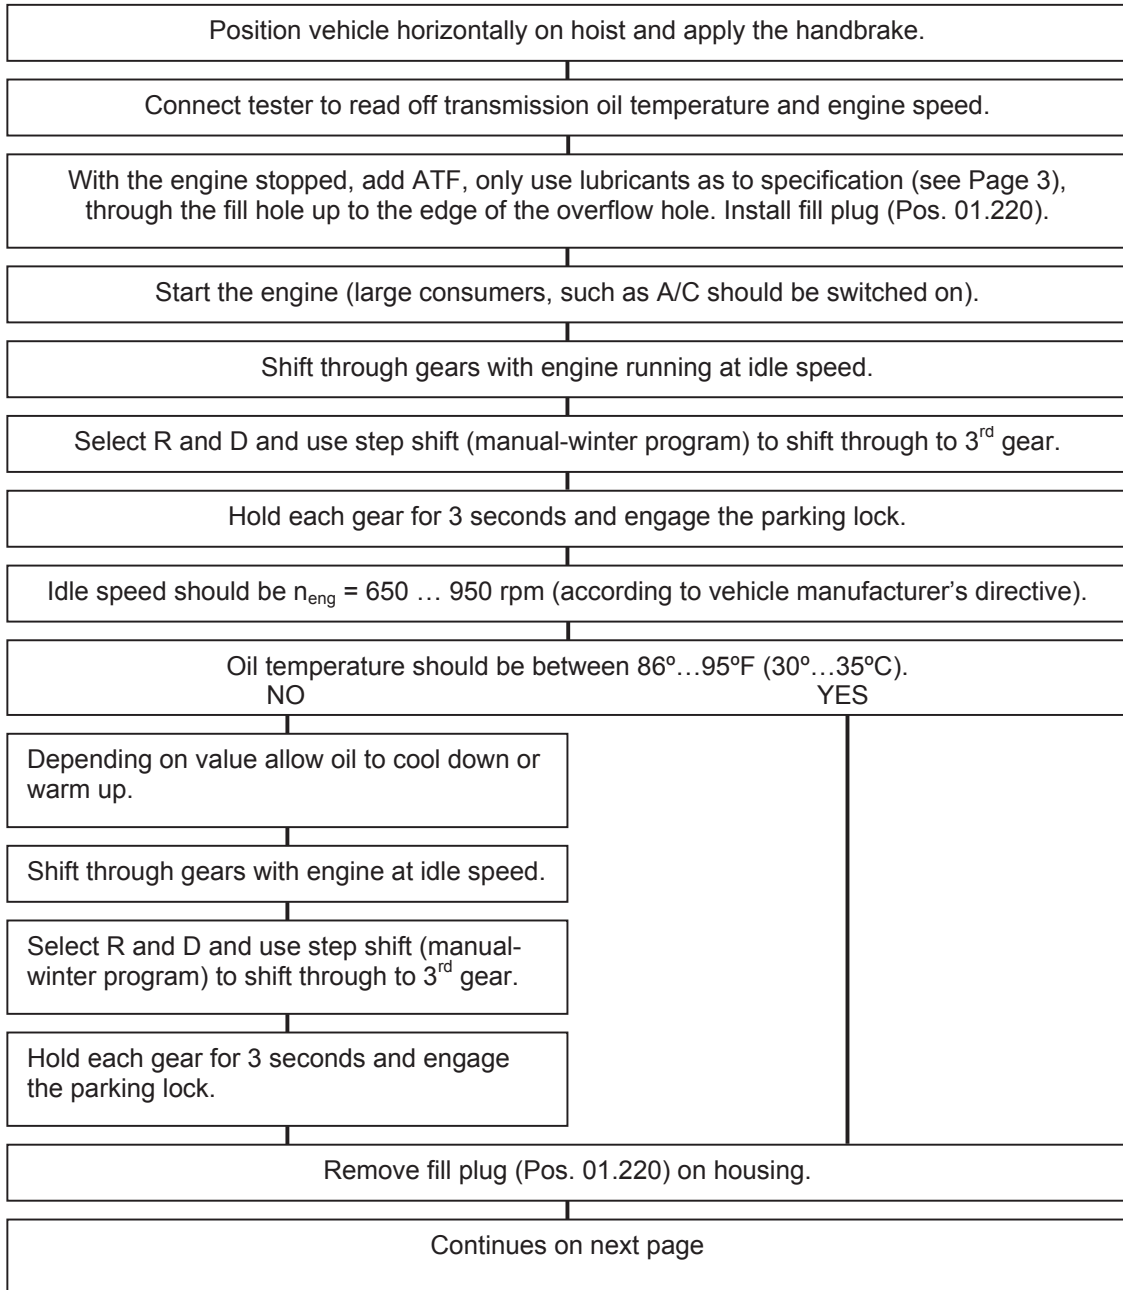 Position vehicle horizontally on hoist and apply the handbrake.
Connect tester to read off transmission oil temperature and engine speed.
With the engine stopped, add ATF, only use lubricants as to specification (see Page 3),
through the fill hole up to the edge of the overflow hole. Install fill plug (Pos. 01.220).
Start the engine (large consumers, such as A/C should be switched on).
Shift through gears with engine running at idle speed.
Select R and D and use step shift (manual-winter program) to shift through to 3rd gear.
Hold each gear for 3 seconds and engage the parking lock.
Idle speed should be neng = 650 … 950 rpm (according to vehicle manufacturer’s directive).
Oil temperature should be between 86º…95ºF (30º…35ºC).
NO YES
Depending on value allow oil to cool down or
warm up.
Shift through gears with engine at idle speed.
Select R and D and use step shift (manual-
winter program) to shift through to 3rd gear.
Hold each gear for 3 seconds and engage
the parking lock.
Remove fill plug (Pos. 01.220) on housing.
Continues on next page